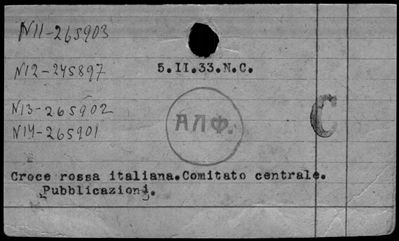 N11-265903
N12-245897
5.II.33.N.C.
N13-265902
АЛФ.
N14-265901
C
Croce rossa italiana.Comitato centrale.
Pubblicazioni.